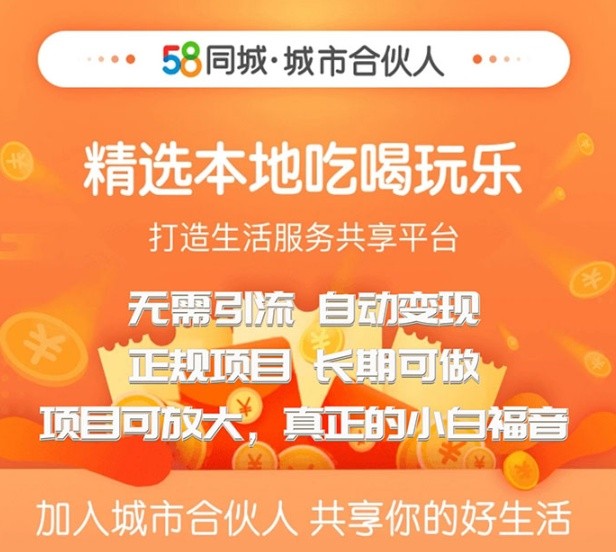 58同城·城市合伙人
精选本地吃喝玩乐
打造生活服务共享平台
无需引流 自动变现
正规项目 长期可做
项目可放大，真正的小白福音
加入城市合伙人 共享你的好生活